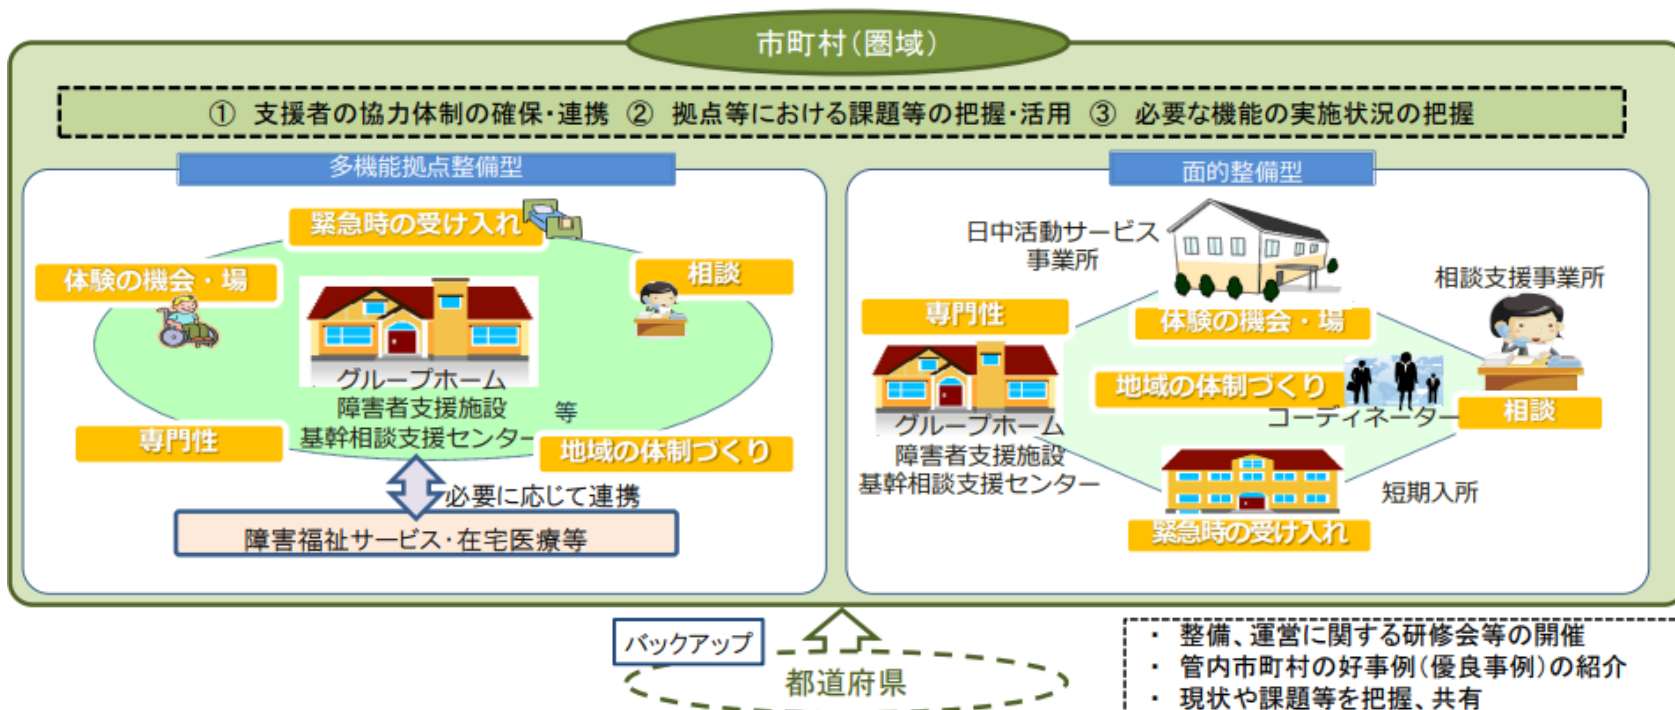 市町村(圏域)
① 支援者の協力体制の確保・連携 ② 拠点等における課題等の把握・活用 ③ 必要な機能の実施状況の把握
多機能拠点整備型
緊急時の受け入れ
体験の機会・場
相談
グループホーム
障害者支援施設
基幹相談支援センター
等
専門性
地域の体制づくり
必要に応じて連携
障害福祉サービス・在宅医療等
面的整備型
日中活動サービス
事業所
相談支援事業所
専門性
体験の機会・場
地域の体制づくり
コーディネーター
相談
グループホーム
障害者支援施設
基幹相談支援センター
短期入所
緊急時の受け入れ
バックアップ
都道府県
・ 整備、運営に関する研修会等の開催
・ 管内市町村の好事例(優良事例)の紹介
・ 現状や課題等を把握、共有